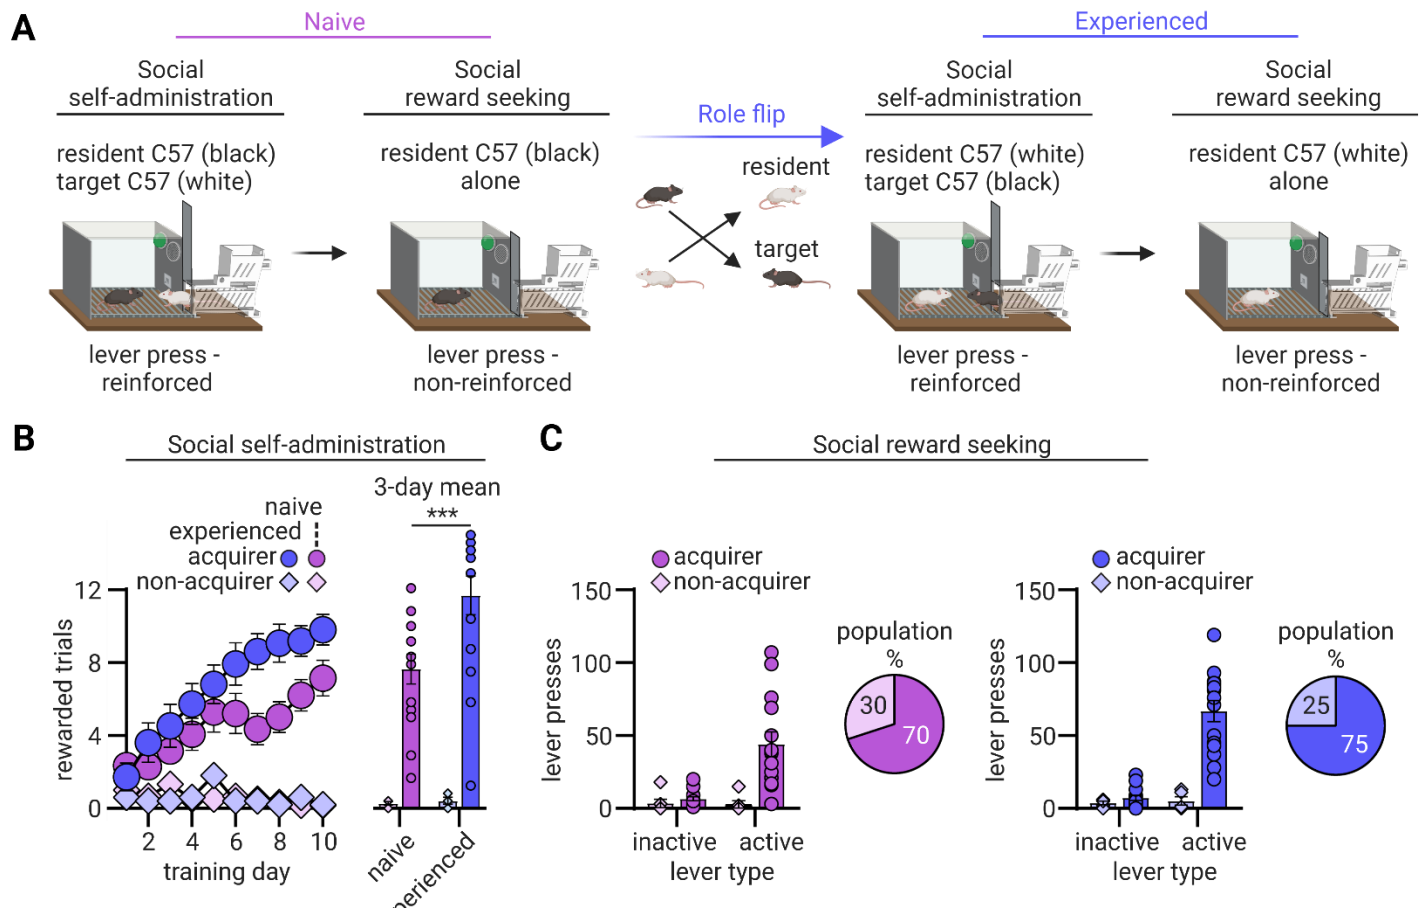 A
Naive
Experienced
Social
self-administration
Social
reward seeking
Role flip
Social
self-administration
Social
reward seeking
resident C57 (black)
target C57 (white)
resident C57 (black)
alone
resident
target
resident C57 (white)
target C57 (black)
resident C57 (white)
alone
lever press -
reinforced
lever press -
non-reinforced
lever press -
reinforced
lever press -
non-reinforced
B
Social self-administration
3-day mean
***
naive
experienced
acquirer
non-acquirer
rewarded trials
12
8
4
0
2
4
6
8
10
training day
naive
perienced
C
Social reward seeking
acquirer
non-acquirer
lever presses
150
100
50
0
inactive
active
lever type
population
%
30
70
acquirer
non-acquirer
lever presses
150
100
50
0
inactive
active
lever type
population
%
25
75